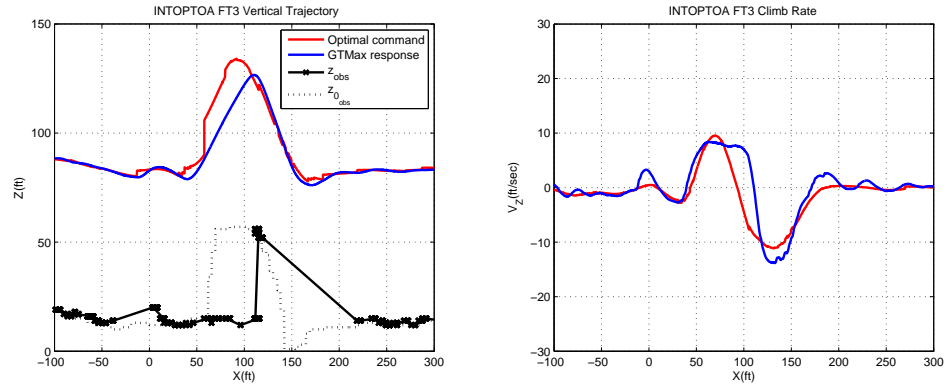 INTOPTOA FT3 Vertical Trajectory
150
100
50
0
Z(ft)
Optimal command
GTMax response
z_obs
z_0_obs
−100 −50 0 50 100 150 200 250 300
X(ft)
INTOPTOA FT3 Climb Rate
30
20
10
0
−10
−20
−30
V_Z(ft/sec)
−100 −50 0 50 100 150 200 250 300
X(ft)